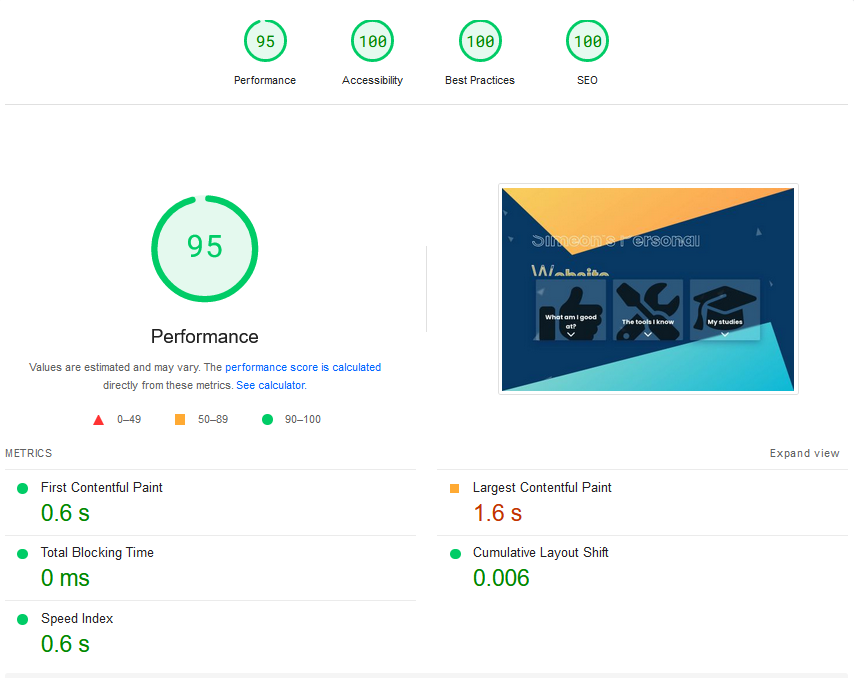 95
100
100
100
Performance
Accessibility
Best Practices
SEO
95
Performance
Values are estimated and may vary. The performance score is calculated
directly from these metrics. See calculator.
0–49
50–89
90–100
Simeon's Personal
Website
What am I good
at?
The tools I know
My studies
METRICS
Expand view
First Contentful Paint
0.6 s
Largest Contentful Paint
1.6 s
Total Blocking Time
0 ms
Cumulative Layout Shift
0.006
Speed Index
0.6 s